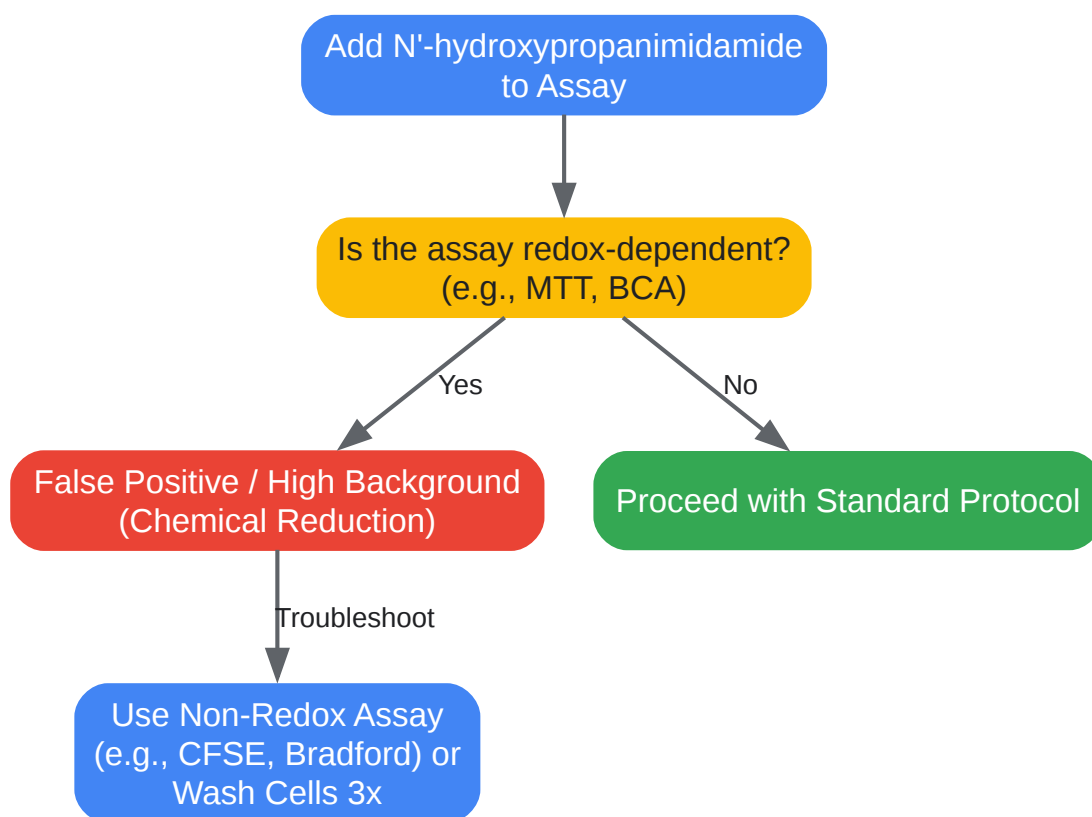 Add N'-hydroxypropanimidamide
to Assay
Is the assay redox-dependent?
(e.g., MTT, BCA)
Yes
No
False Positive / High Background
(Chemical Reduction)
Proceed with Standard Protocol
Troubleshoot
Use Non-Redox Assay
(e.g., CFSE, Bradford) or
Wash Cells 3x